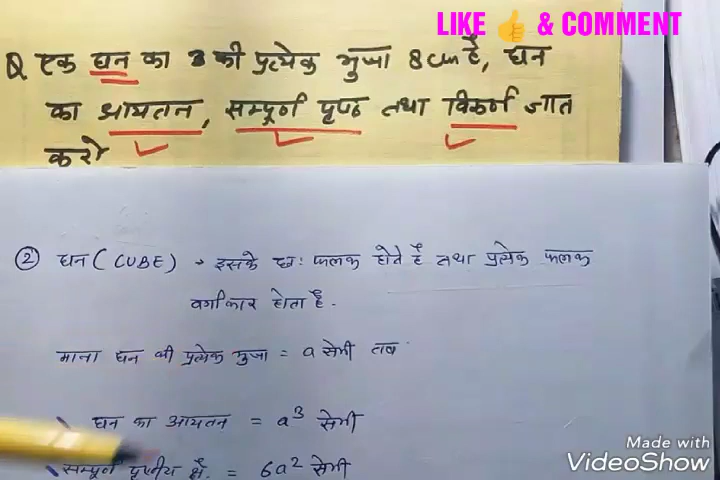 LIKE 👍 & COMMENT
Q एक घन का 3 की प्रत्येक भुजा 8cm है, घन
का आयतन, सम्पूर्ण पृष्ठ तथा विकर्ण ज्ञात
करो
② घन (CUBE) → इसके छः फलक होते हैं तथा प्रत्येक फलक
वर्गाकार होता है.
माना घन की प्रत्येक भुजा = a सेमी तब
घन का आयतन = a³ सेमी
सम्पूर्ण पृष्ठीय क्षे. = 6a² सेमी
Made with
VideoShow